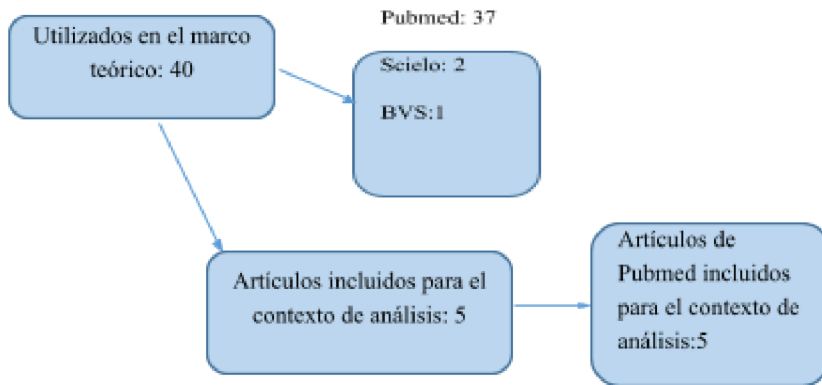 Utilizados en el marco
teórico: 40
Pubmed: 37
Scielo: 2
BVS:1
Artículos incluidos para el
contexto de análisis: 5
Artículos de
Pubmed incluidos
para el contexto de
análisis:5